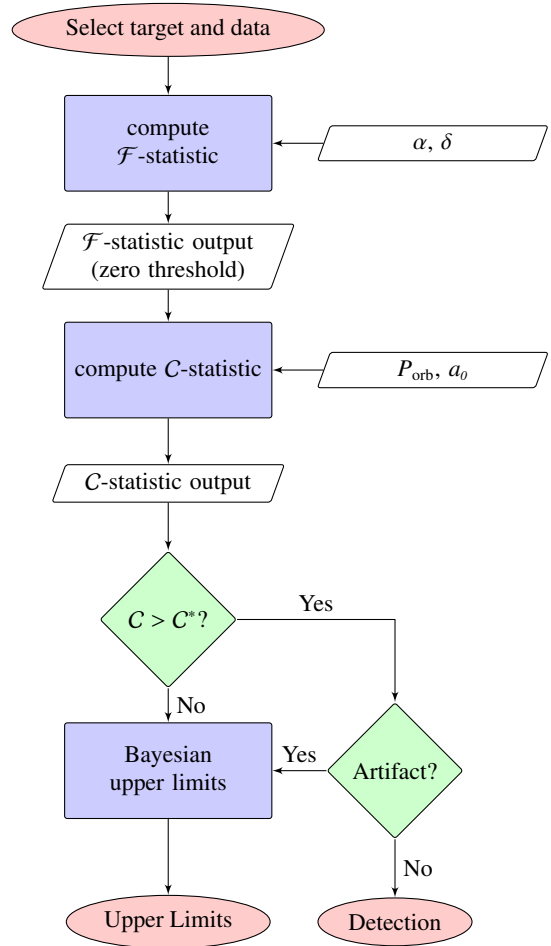 Select target and data
compute
ℱ-statistic
α, δ
ℱ-statistic output
(zero threshold)
compute 𝒞-statistic
P_orb, a_0
𝒞-statistic output
𝒞 > 𝒞*?
Yes
No
Bayesian
upper limits
Yes
Artifact?
No
Upper Limits
Detection